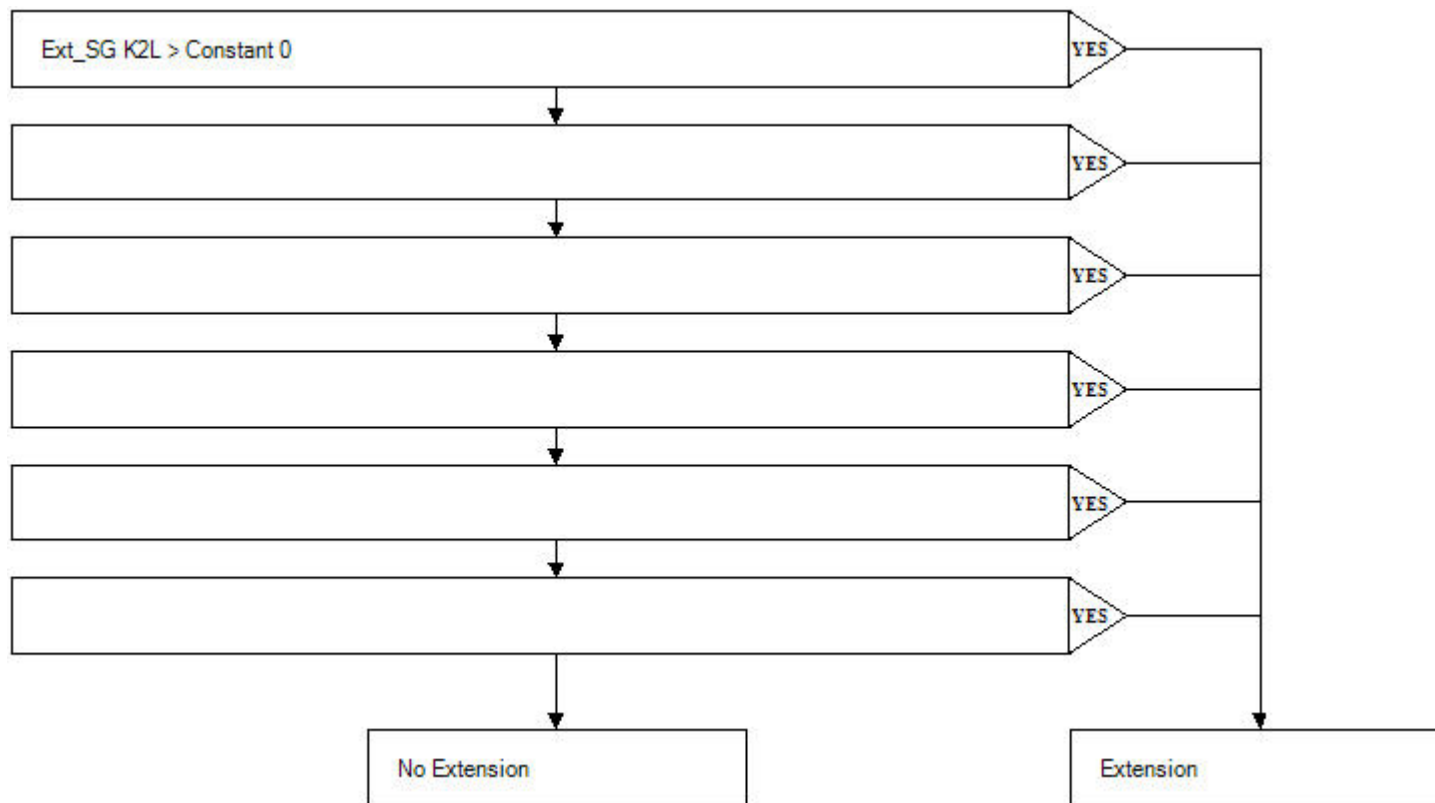 Ext_SG K2L > Constant 0
YES
YES
YES
YES
YES
YES
No Extension
Extension